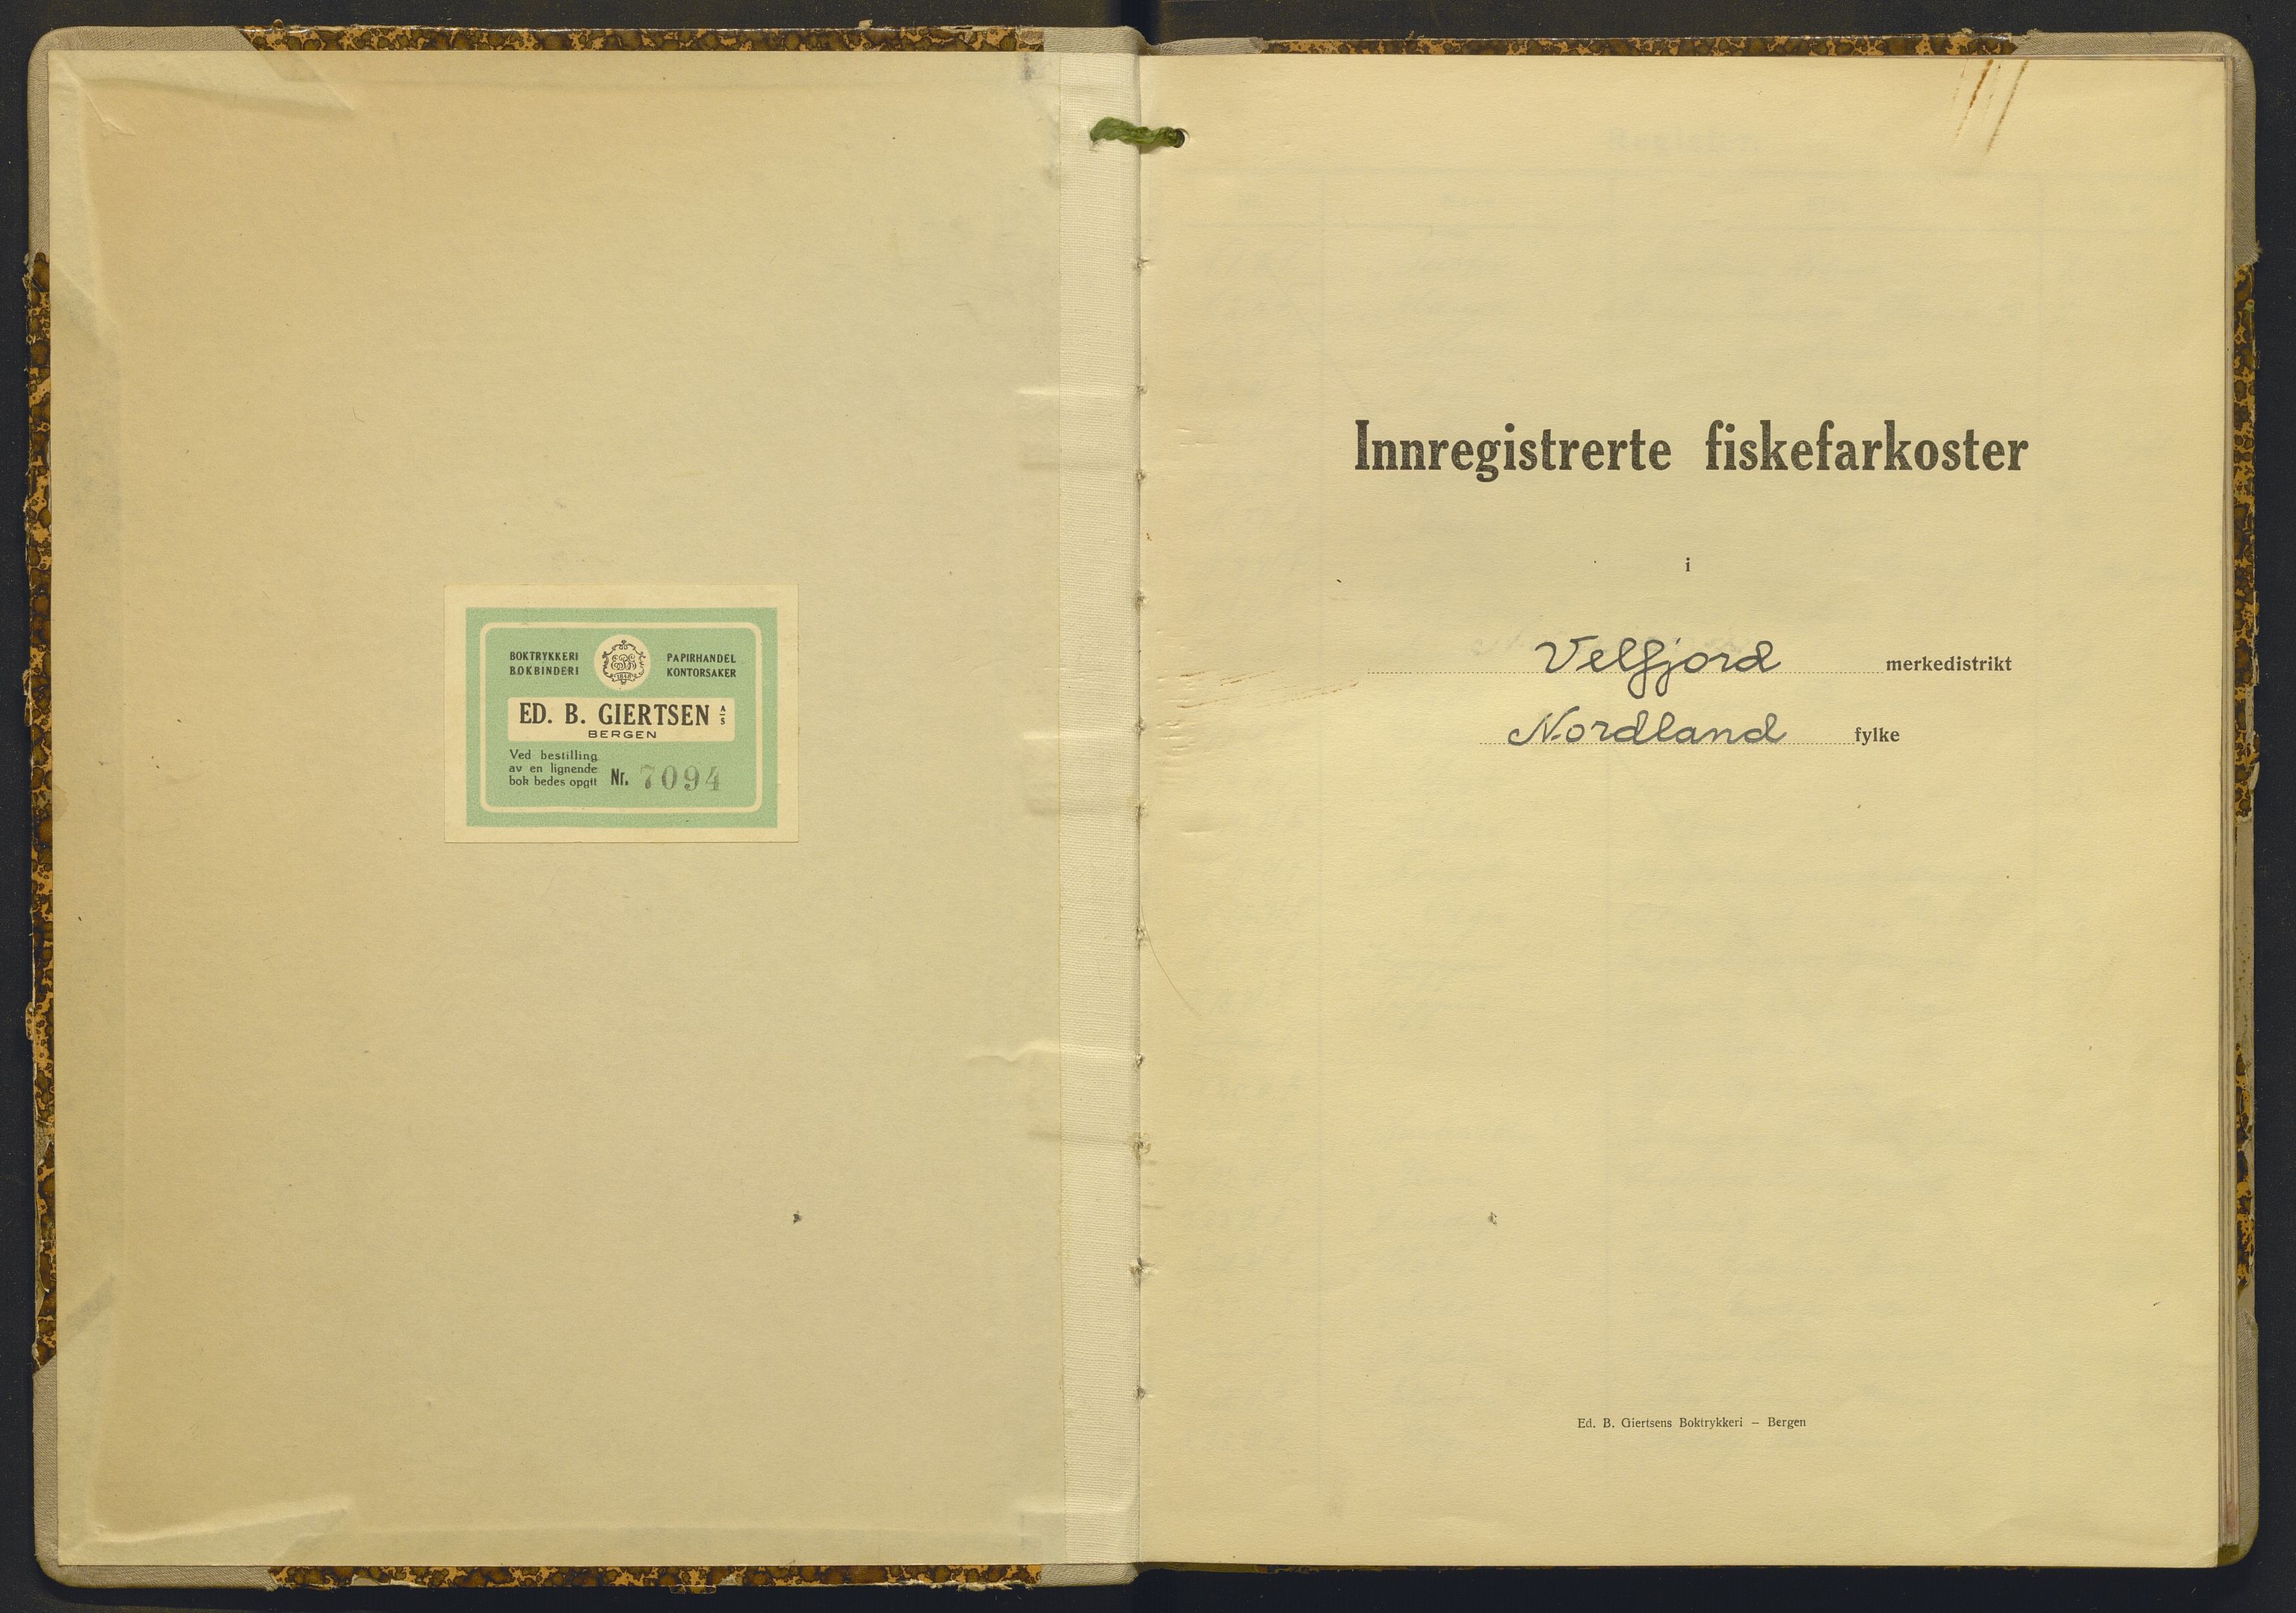 BOKTRYKKERI
BOKBINDERI
PAPIRHANDEL
KONTORSAKER
1848
ED. B. GIERTSEN A/S
BERGEN
Ved bestilling
av en lignende
bok bedes opgitt Nr. 7094
Innregistrerte fiskefarkoster
i
Velfjord merkedistrikt
Nordland fylke
Ed. B. Giertsens Boktrykkeri – Bergen